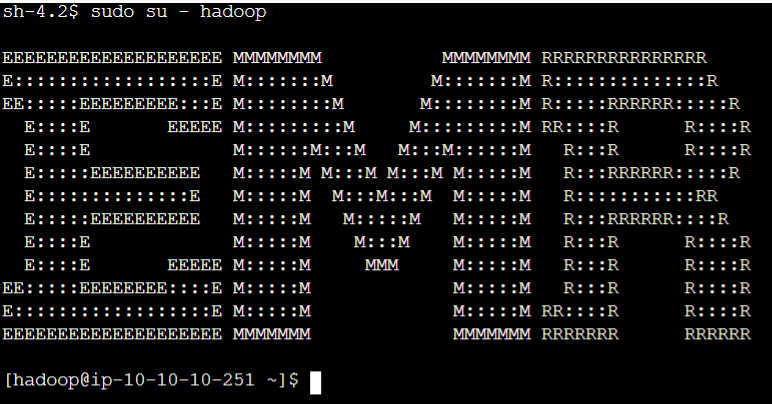 sh-4.2$ sudo su - hadoop
EEEEEEEEEEEEEEEEEEEE MMMMMMMM           MMMMMMMM RRRRRRRRRRRRRRR
E::::::::::::::::::E M:::::::M         M:::::::M R::::::::::::::R
EE:::::EEEEEEEEE:::E M::::::::M       M::::::::M R:::::RRRRRR:::::R
  E::::E       EEEEE M:::::::::M     M:::::::::M RR::::R      R::::R
  E::::E             M::::::M:::M   M:::M::::::M   R:::R      R::::R
  E:::::EEEEEEEEEE   M:::::M M:::M M:::M M:::::M   R:::RRRRRR:::::R
  E::::::::::::::E   M:::::M  M:::M:::M  M:::::M   R:::::::::::RR
  E:::::EEEEEEEEEE   M:::::M   M:::::M   M:::::M   R:::RRRRRR::::R
  E::::E             M:::::M    M:::M    M:::::M   R:::R      R::::R
  E::::E       EEEEE M:::::M     MMM     M:::::M   R:::R      R::::R
EE:::::EEEEEEEE::::E M:::::M             M:::::M   R:::R      R::::R
E::::::::::::::::::E M:::::M             M:::::M RR::::R      R::::R
EEEEEEEEEEEEEEEEEEEE MMMMMMM             MMMMMMM RRRRRRR      RRRRRR
[hadoop@ip-10-10-10-251 ~]$